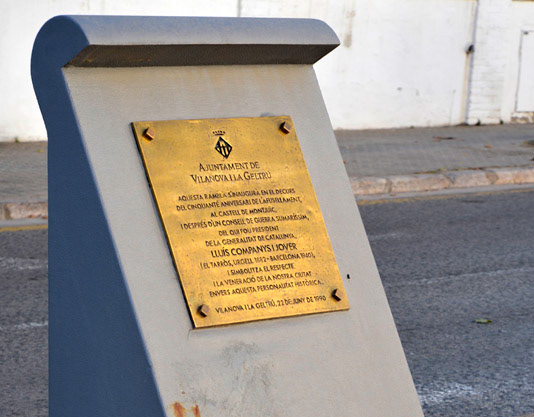 AJUNTAMENT DE
VILANOVA I LA GELTRÚ
AQUESTA RAMBLA S'INAUGURA EN EL DECURS
DEL CINQUANTÈ ANIVERSARI DE L'AFUSELLAMENT,
AL CASTELL DE MONTJUÏC,
I DESPRÉS D'UN CONSELL DE GUERRA SUMARÍSSIM,
DEL QUI FOU PRESIDENT
DE LA GENERALITAT DE CATALUNYA,
LLUÍS COMPANYS I JOVER
(EL TARRÒS, URGELL 1882 - BARCELONA 1940),
I SIMBOLITZA EL RESPECTE
I LA VENERACIÓ DE LA NOSTRA CIUTAT
ENVERS AQUESTA PERSONALITAT HISTÒRICA.
VILANOVA I LA GELTRÚ, 22 DE JUNY DE 1990